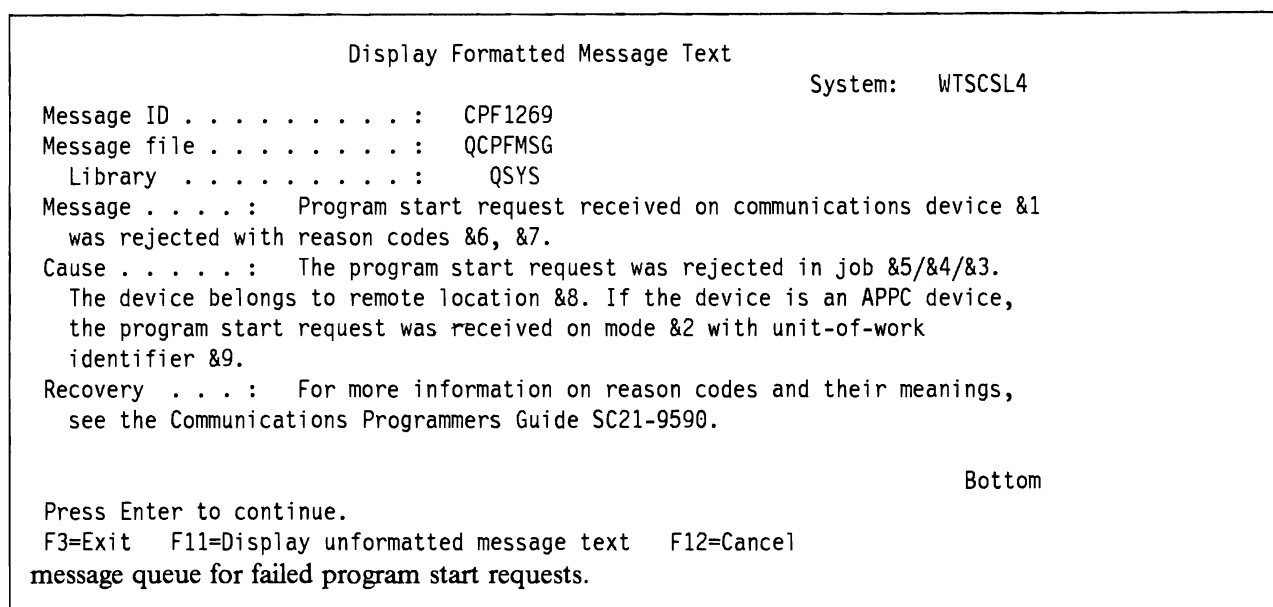 Display Formatted Message Text
System:   WTSCSL4
Message ID . . . . . . . . . :   CPF1269
Message file . . . . . . . . :   QCPFMSG
Library  . . . . . . . . . :     QSYS
Message . . . . :   Program start request received on communications device &1
was rejected with reason codes &6, &7.
Cause . . . . . :   The program start request was rejected in job &5/&4/&3.
The device belongs to remote location &8. If the device is an APPC device,
the program start request was received on mode &2 with unit-of-work
identifier &9.
Recovery  . . . :   For more information on reason codes and their meanings,
see the Communications Programmers Guide SC21-9590.
Bottom
Press Enter to continue.
F3=Exit   F11=Display unformatted message text   F12=Cancel
message queue for failed program start requests.